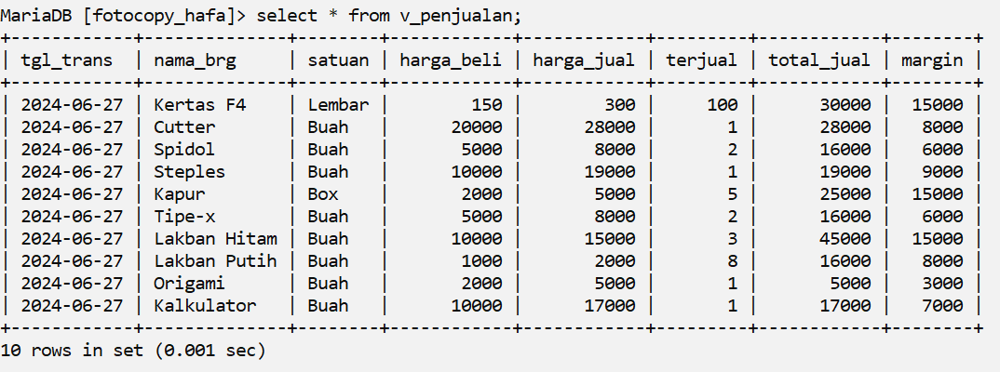 MariaDB [fotocopy_hafa]> select * from v_penjualan;
+------------+--------------+--------+------------+------------+---------+------------+--------+
| tgl_trans  | nama_brg     | satuan | harga_beli | harga_jual | terjual | total_jual | margin |
+------------+--------------+--------+------------+------------+---------+------------+--------+
| 2024-06-27 | Kertas F4    | Lembar |        150 |        300 |     100 |      30000 |  15000 |
| 2024-06-27 | Cutter       | Buah   |      20000 |      28000 |       1 |      28000 |   8000 |
| 2024-06-27 | Spidol       | Buah   |       5000 |       8000 |       2 |      16000 |   6000 |
| 2024-06-27 | Steples      | Buah   |      10000 |      19000 |       1 |      19000 |   9000 |
| 2024-06-27 | Kapur        | Box    |       2000 |       5000 |       5 |      25000 |  15000 |
| 2024-06-27 | Tipe-x       | Buah   |       5000 |       8000 |       2 |      16000 |   6000 |
| 2024-06-27 | Lakban Hitam | Buah   |      10000 |      15000 |       3 |      45000 |  15000 |
| 2024-06-27 | Lakban Putih | Buah   |       1000 |       2000 |       8 |      16000 |   8000 |
| 2024-06-27 | Origami      | Buah   |       2000 |       5000 |       1 |       5000 |   3000 |
| 2024-06-27 | Kalkulator   | Buah   |      10000 |      17000 |       1 |      17000 |   7000 |
+------------+--------------+--------+------------+------------+---------+------------+--------+
10 rows in set (0.001 sec)